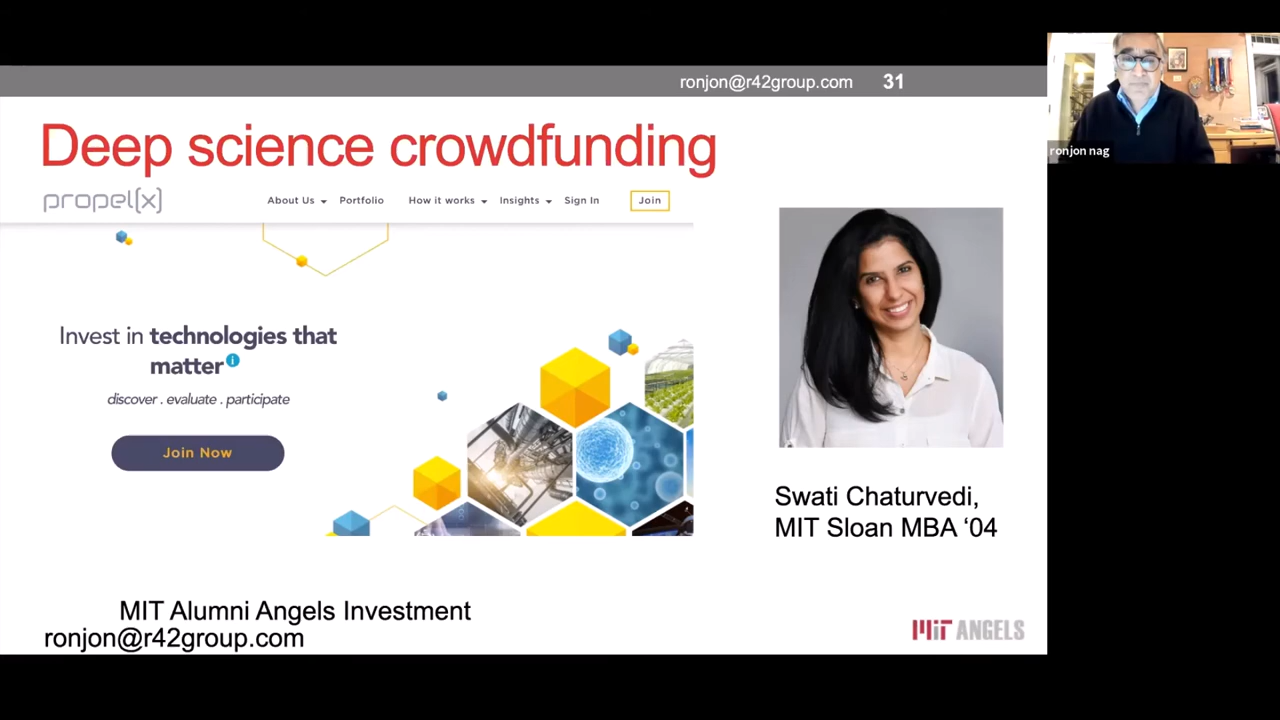 ronjon@r42group.com 31
ronjon nag
Deep science crowdfunding
propel(x) About Us Portfolio How it works Insights Sign In Join
Invest in technologies that
matter i
discover . evaluate . participate
Join Now
Swati Chaturvedi,
MIT Sloan MBA ‘04
MIT Alumni Angels Investment
ronjon@r42group.com
MIT ANGELS